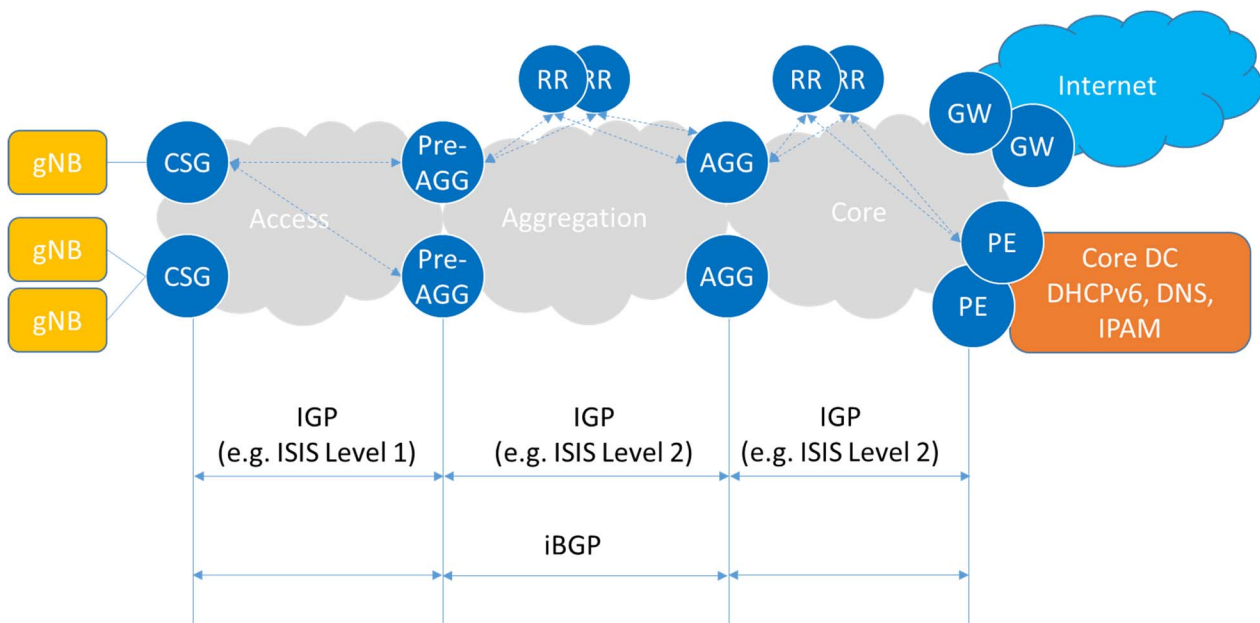 RR
RR
RR
RR
Internet
GW
GW
gNB
CSG
Pre-
AGG
AGG
Access
Aggregation
Core
gNB
gNB
CSG
Pre-
AGG
AGG
PE
PE
Core DC
DHCPv6, DNS,
IPAM
IGP
(e.g. ISIS Level 1)
IGP
(e.g. ISIS Level 2)
IGP
(e.g. ISIS Level 2)
iBGP